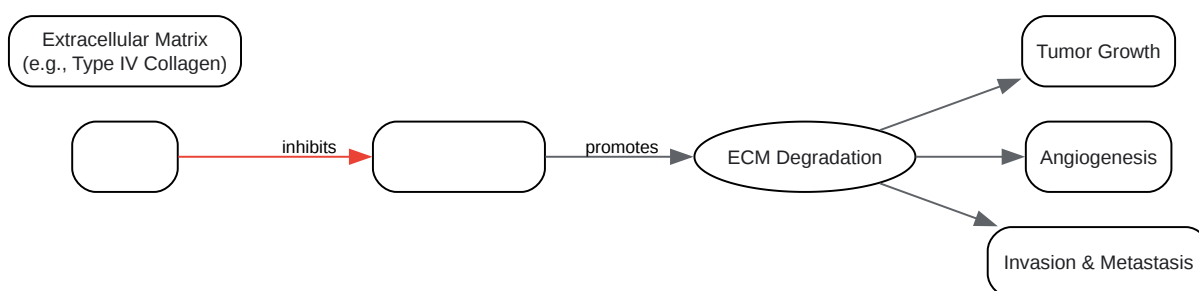 Extracellular Matrix
(e.g., Type IV Collagen)
Tumor Growth
inhibits
promotes
ECM Degradation
Angiogenesis
Invasion & Metastasis